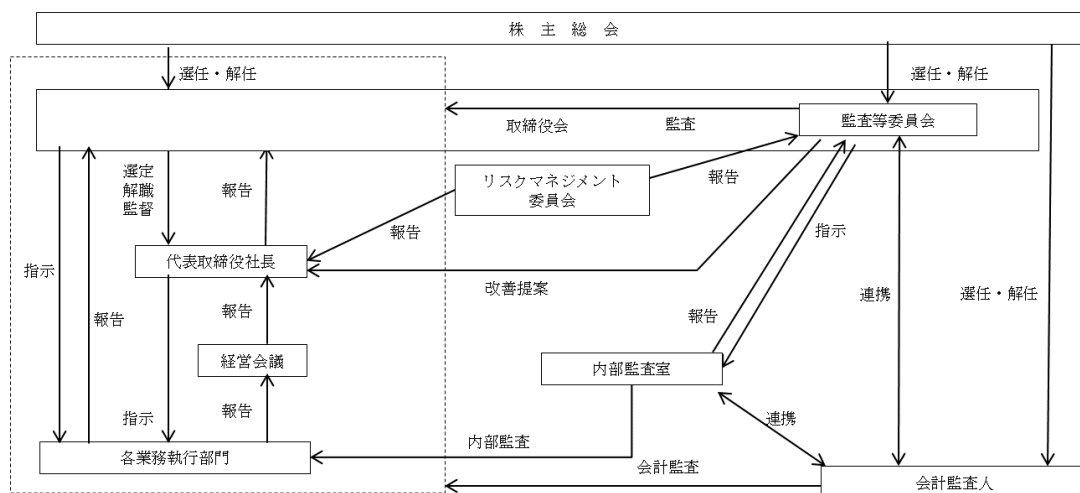 株 主 総 会
選任・解任
選任・解任
取締役会
監査
監査等委員会
選定
解職
監督
報告
リスクマネジメント
委員会
報告
報告
指示
代表取締役社長
指示
改善提案
連携
選任・解任
報告
報告
報告
経営会議
内部監査室
指示
報告
連携
内部監査
各業務執行部門
会計監査
会計監査人